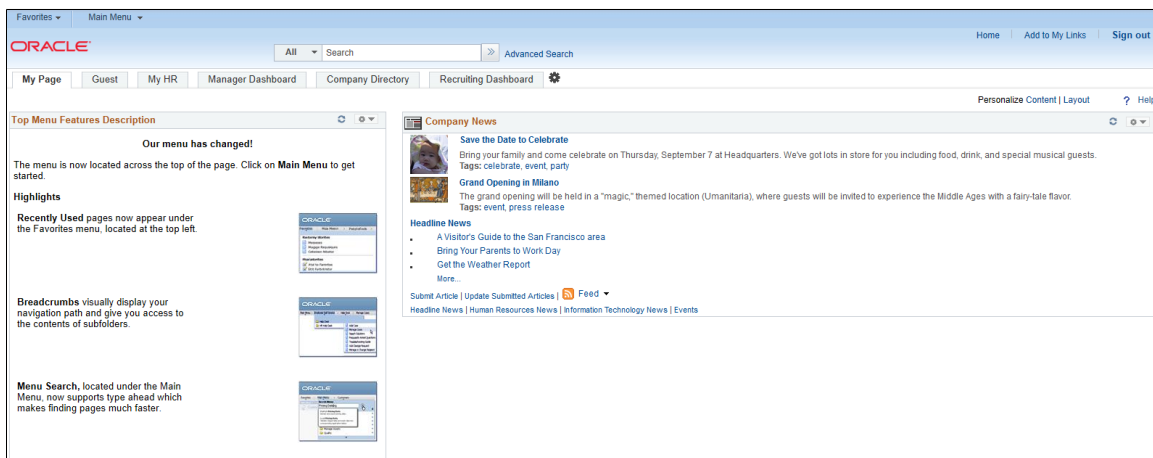 Favorites Main Menu
ORACLE
All Search
Advanced Search
Home Add to My Links Sign out
My Page Guest My HR Manager Dashboard Company Directory Recruiting Dashboard
Personalize Content | Layout ? Help
Top Menu Features Description
Our menu has changed!
The menu is now located across the top of the page. Click on Main Menu to get
started.
Highlights
Recently Used pages now appear under
the Favorites menu, located at the top left.
ORACLE
Breadcrumbs visually display your
navigation path and give you access to
the contents of subfolders.
ORACLE
Menu Search, located under the Main
Menu, now supports type ahead which
makes finding pages much faster.
ORACLE
Company News
Save the Date to Celebrate
Bring your family and come celebrate on Thursday, September 7 at Headquarters. We've got lots in store for you including food, drink, and special musical guests.
Tags: celebrate, event, party
Grand Opening in Milano
The grand opening will be held in a "magic," themed location (Umanitaria), where guests will be invited to experience the Middle Ages with a fairy-tale flavor.
Tags: event, press release
Headline News
A Visitor's Guide to the San Francisco area
Bring Your Parents to Work Day
Get the Weather Report
More...
Submit Article | Update Submitted Articles | Feed
Headline News | Human Resources News | Information Technology News | Events